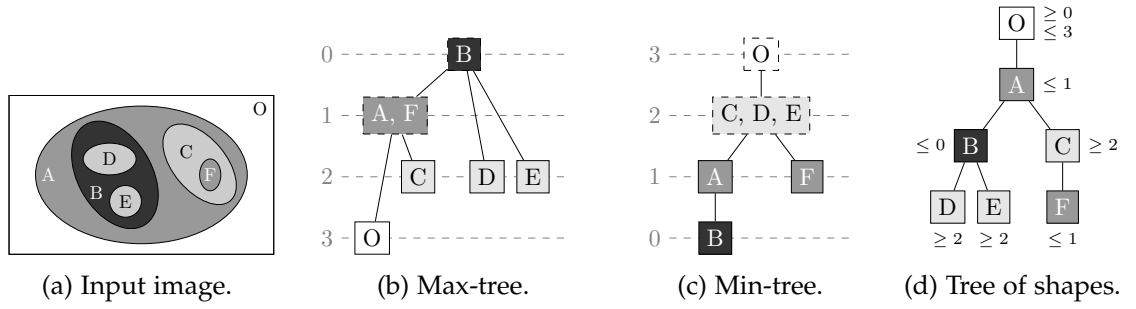 O
A
B
C
D
E
F
(a) Input image.
0
B
1
A, F
2
C
D
E
3
O
(b) Max-tree.
3
O
2
C, D, E
1
A
F
0
B
(c) Min-tree.
O
≥ 0
≤ 3
A
≤ 1
≤ 0
B
C
≥ 2
D
E
F
≥ 2
≥ 2
≤ 1
(d) Tree of shapes.